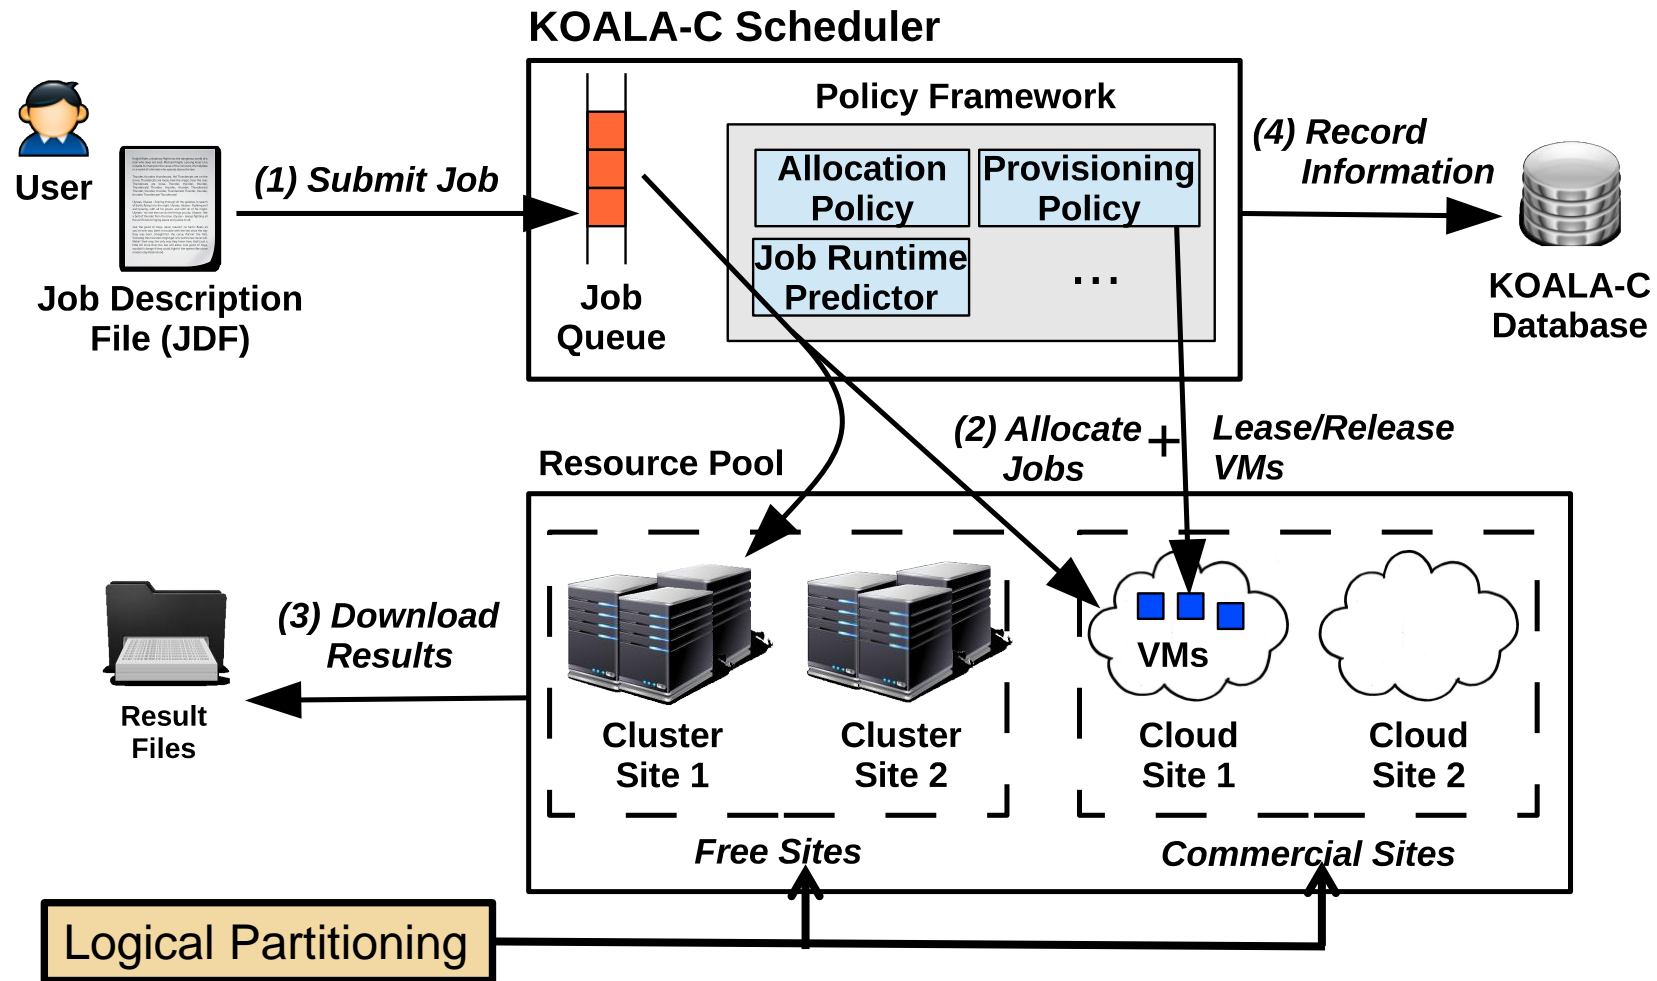 KOALA-C Scheduler
User
Job Description
File (JDF)
(1) Submit Job
Job
Queue
Policy Framework
Allocation
Policy
Provisioning
Policy
Job Runtime
Predictor
...
(4) Record
Information
KOALA-C
Database
(2) Allocate
Jobs
+
Lease/Release
VMs
Resource Pool
(3) Download
Results
Result
Files
VMs
Cluster
Site 1
Cluster
Site 2
Cloud
Site 1
Cloud
Site 2
Free Sites
Commercial Sites
Logical Partitioning